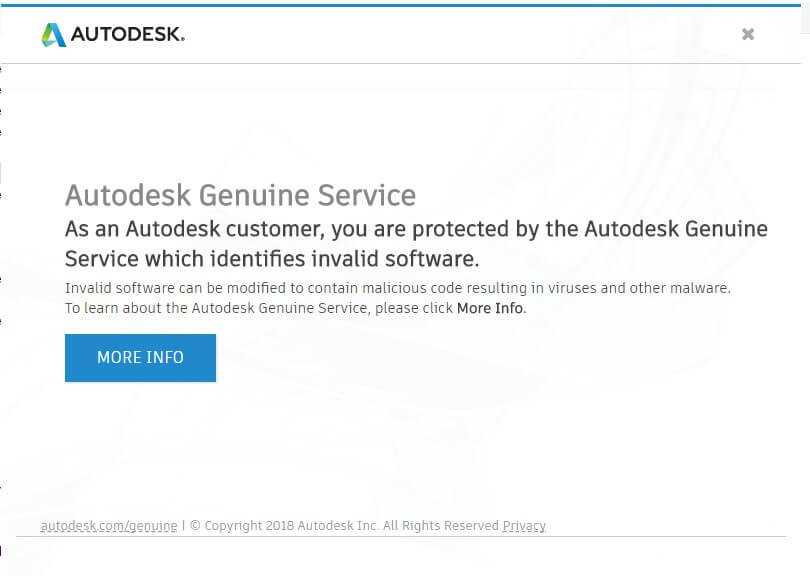 AUTODESK.
Autodesk Genuine Service
As an Autodesk customer, you are protected by the Autodesk Genuine
Service which identifies invalid software.
Invalid software can be modified to contain malicious code resulting in viruses and other malware.
To learn about the Autodesk Genuine Service, please click More Info.
MORE INFO
autodesk.com/genuine | © Copyright 2018 Autodesk Inc. All Rights Reserved Privacy